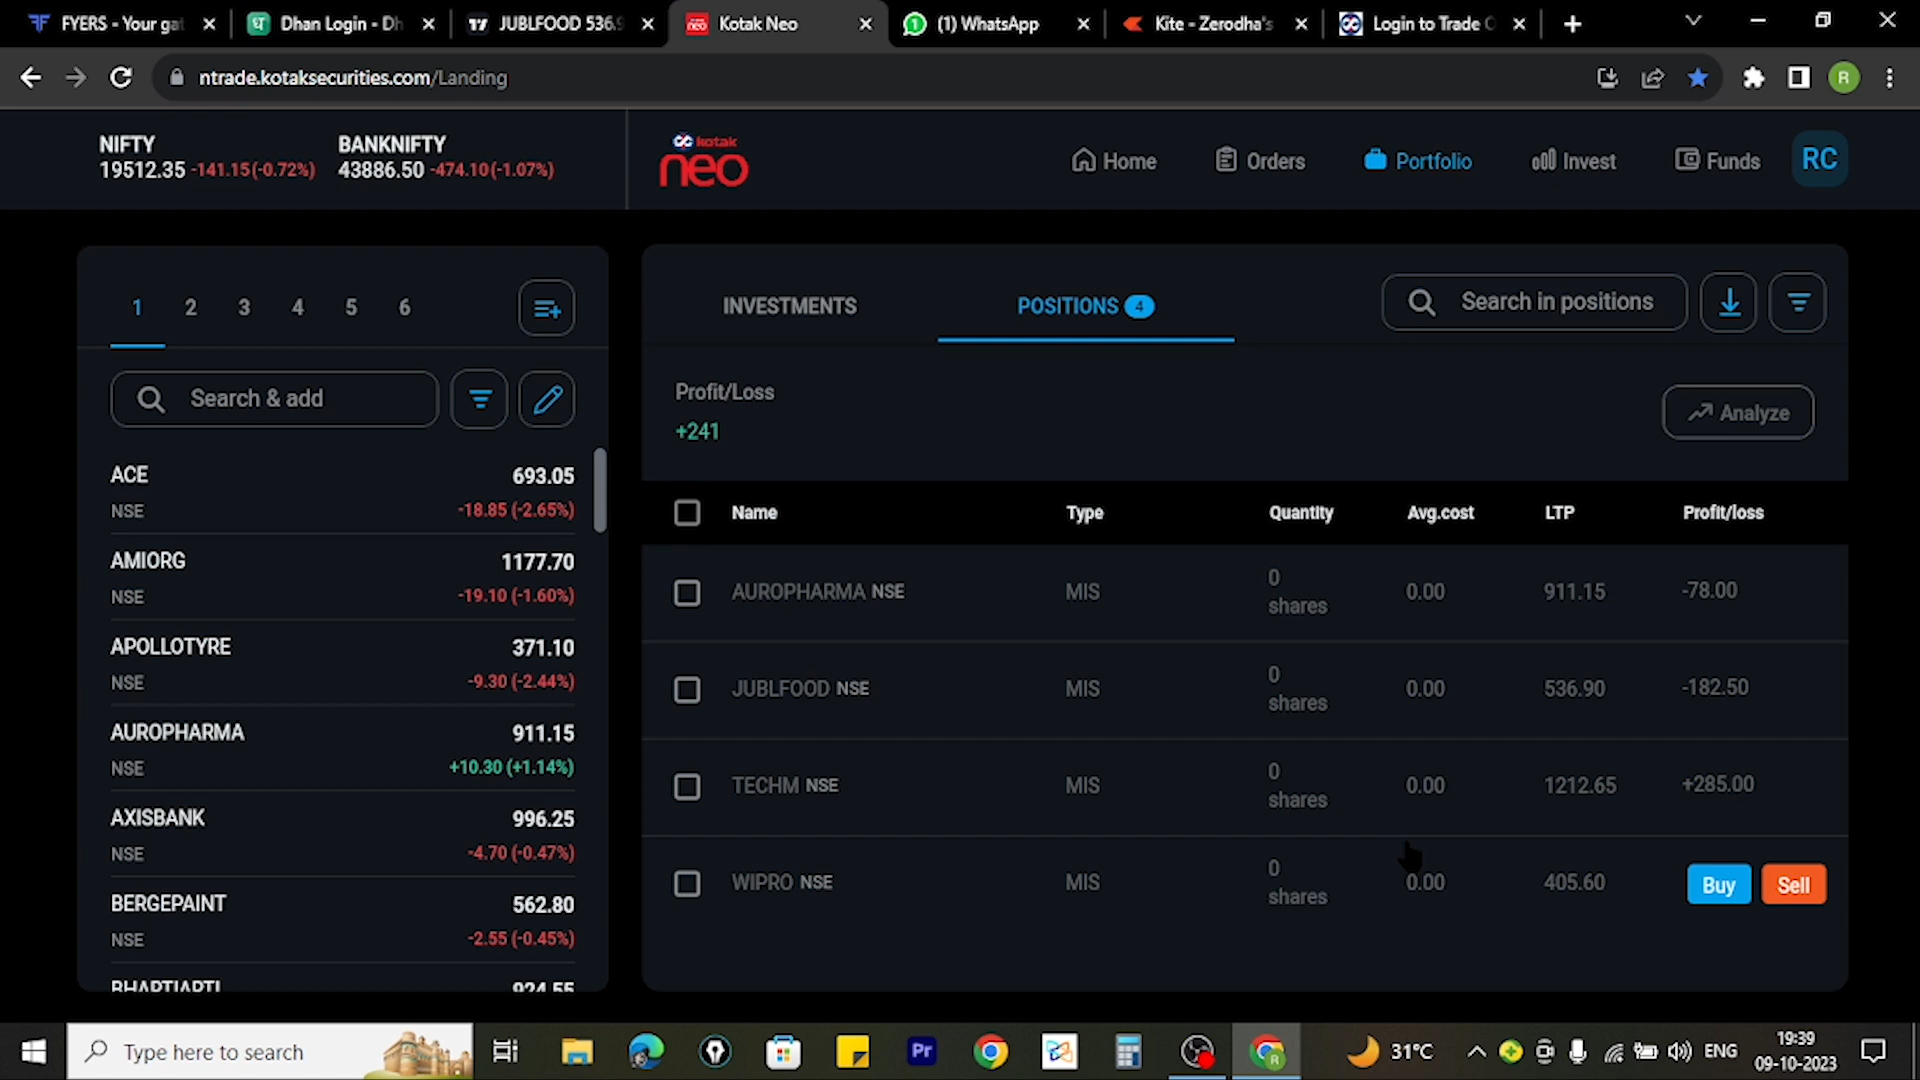 FYERS - Your gat
Dhan Login - Dh
JUBLFOOD 536.9
Kotak Neo
(1) WhatsApp
Kite - Zerodha's
Login to Trade O
ntrade.kotaksecurities.com/Landing
R
NIFTY
19512.35 -141.15(-0.72%)
BANKNIFTY
43886.50 -474.10(-1.07%)
kotak
neo
Home
Orders
Portfolio
Invest
Funds
RC
1 2 3 4 5 6
Search & add
ACE 693.05
NSE -18.85 (-2.65%)
AMIORG 1177.70
NSE -19.10 (-1.60%)
APOLLOTYRE 371.10
NSE -9.30 (-2.44%)
AUROPHARMA 911.15
NSE +10.30 (+1.14%)
AXISBANK 996.25
NSE -4.70 (-0.47%)
BERGEPAINT 562.80
NSE -2.55 (-0.45%)
BHARTIARTL 924.55
INVESTMENTS
POSITIONS 4
Search in positions
Profit/Loss
+241
Analyze
Name Type Quantity Avg.cost LTP Profit/loss
AUROPHARMA NSE MIS 0 shares 0.00 911.15 -78.00
JUBLFOOD NSE MIS 0 shares 0.00 536.90 -182.50
TECHM NSE MIS 0 shares 0.00 1212.65 +285.00
WIPRO NSE MIS 0 shares 0.00 405.60 Buy Sell
Type here to search
Pr
R
31°C
ENG
19:39
09-10-2023